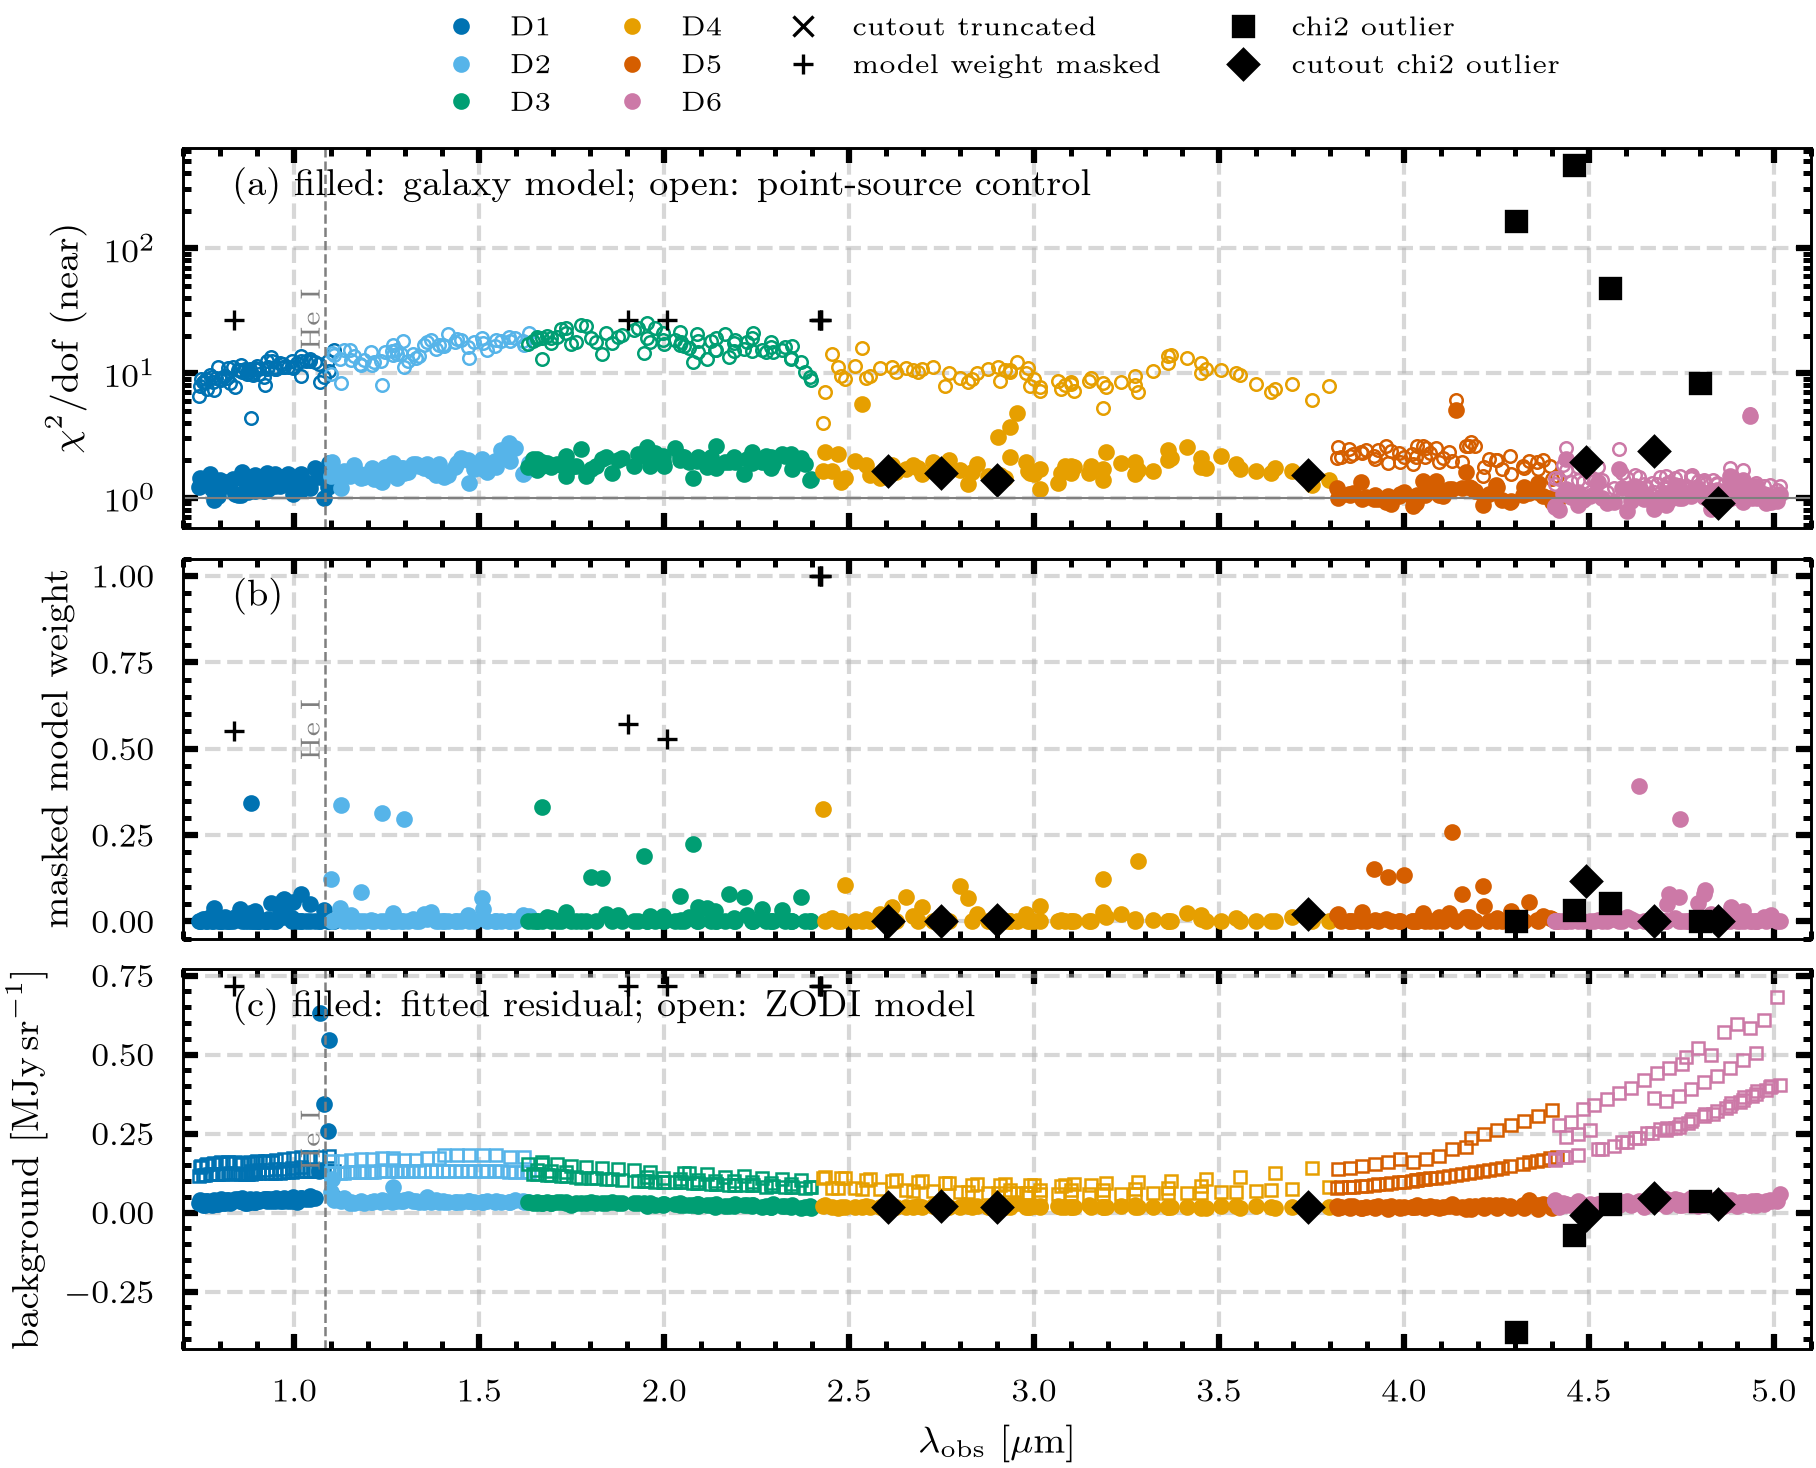 D1
D2
D3
D4
D5
D6
cutout truncated
model weight masked
chi2 outlier
cutout chi2 outlier
(a) filled: galaxy model; open: point-source control
He I
χ²/dof (near)
10²
10¹
10⁰
(b)
He I
masked model weight
1.00
0.75
0.50
0.25
0.00
(c) filled: fitted residual; open: ZODI model
He I
background [MJy sr⁻¹]
0.75
0.50
0.25
0.00
−0.25
1.0 1.5 2.0 2.5 3.0 3.5 4.0 4.5 5.0
λobs [μm]